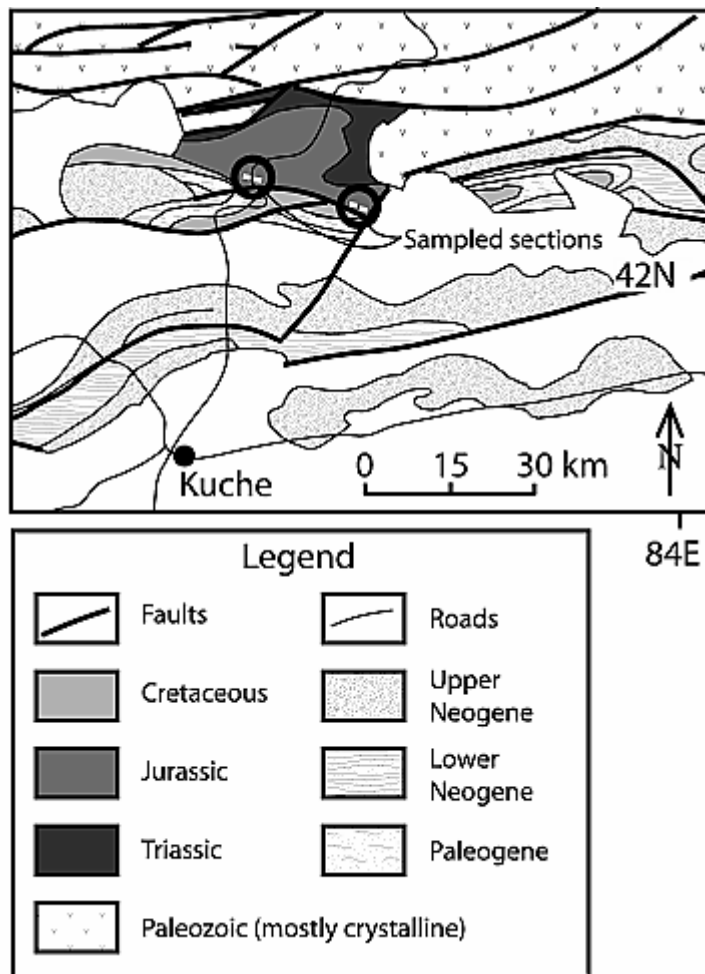 Sampled sections
42N
Kuche
0 15 30 km
N
84E
Legend
Faults
Roads
Cretaceous
Upper
Neogene
Jurassic
Lower
Neogene
Triassic
Paleogene
Paleozoic (mostly crystalline)